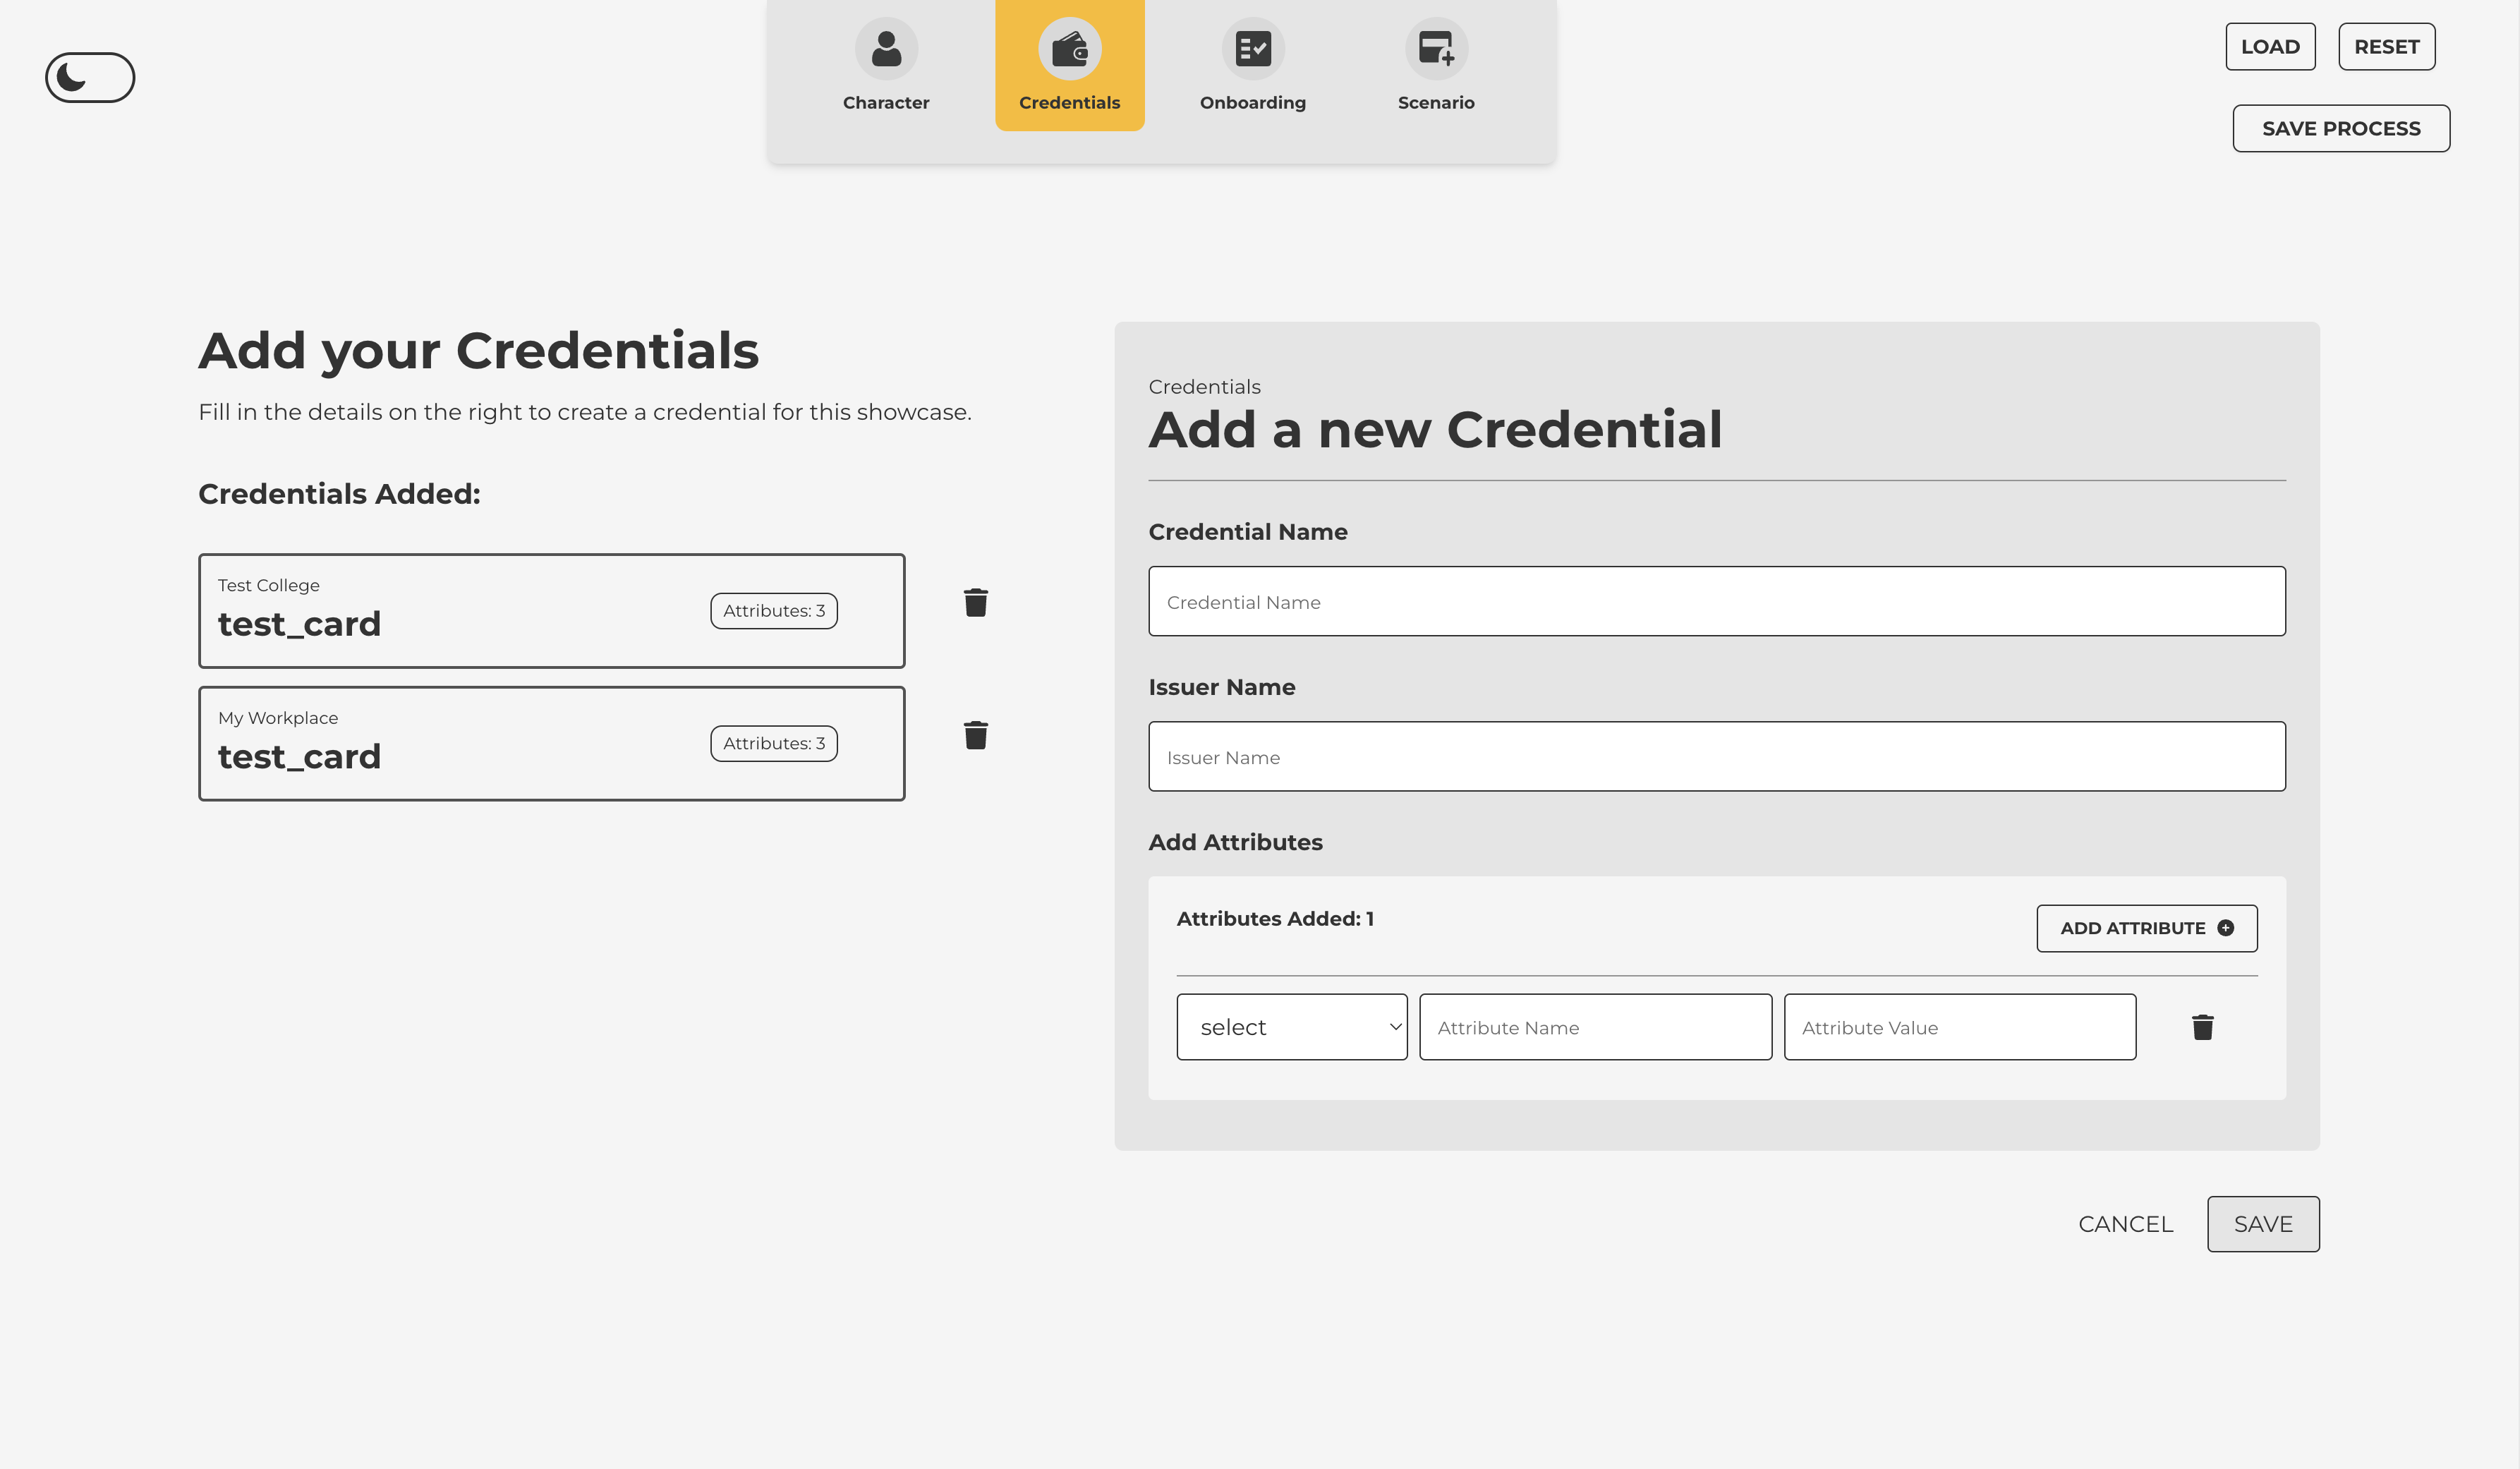 Character
Credentials
Onboarding
Scenario
LOAD
RESET
SAVE PROCESS
Add your Credentials
Fill in the details on the right to create a credential for this showcase.
Credentials Added:
Test College
test_card
Attributes: 3
My Workplace
test_card
Attributes: 3
Credentials
Add a new Credential
Credential Name
Credential Name
Issuer Name
Issuer Name
Add Attributes
Attributes Added: 1
ADD ATTRIBUTE
select
Attribute Name
Attribute Value
CANCEL
SAVE